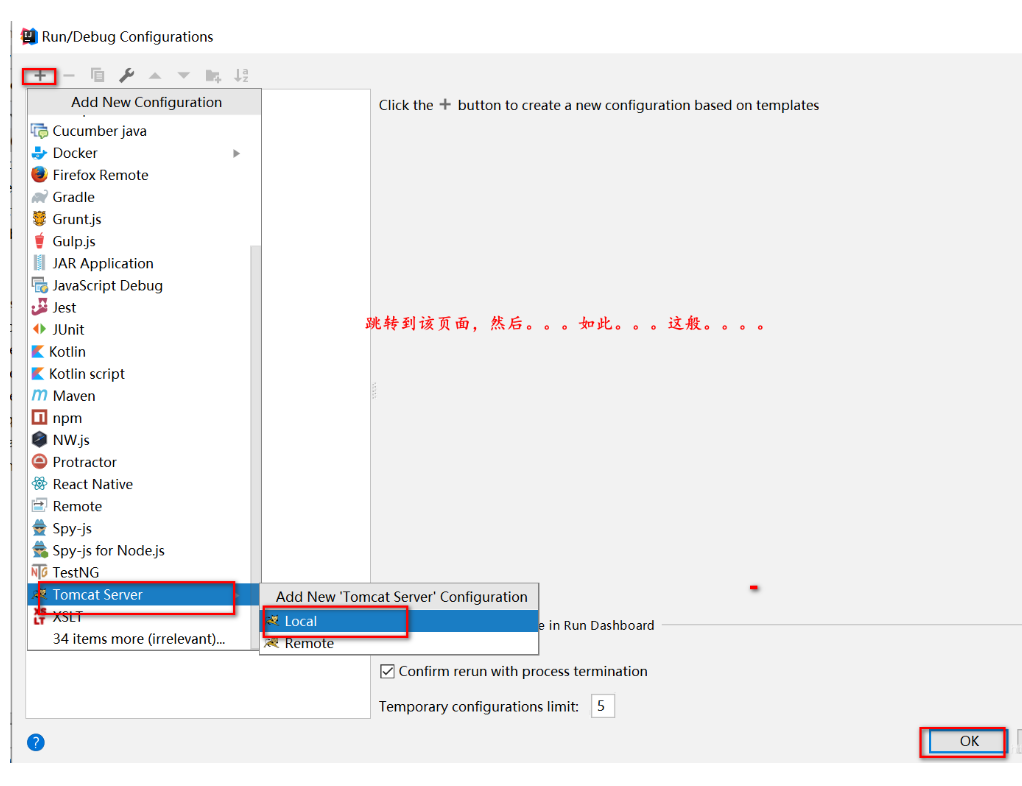 Run/Debug Configurations
Add New Configuration
Click the + button to create a new configuration based on templates
Cucumber java
Docker
Firefox Remote
Gradle
Grunt.js
Gulp.js
JAR Application
JavaScript Debug
Jest
跳转到该页面，然后。。。如此。。。这般。。。。
JUnit
Kotlin
Kotlin script
Maven
npm
NW.js
Protractor
React Native
Remote
Spy-js
Spy-js for Node.js
TestNG
Tomcat Server
Add New 'Tomcat Server' Configuration
XSLT
Local
e in Run Dashboard
34 items more (irrelevant)...
Remote
Confirm rerun with process termination
Temporary configurations limit: 5
?
OK